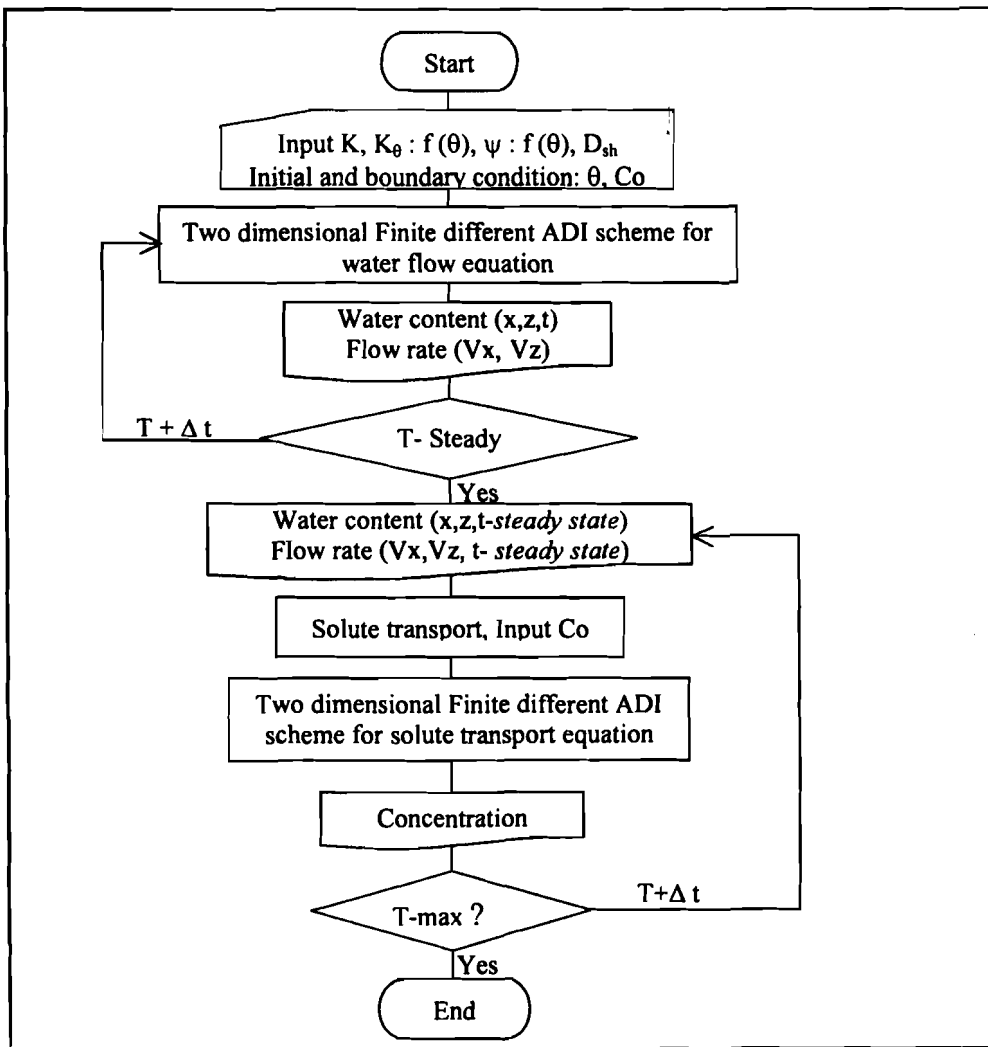 Start
Input K, Kθ : f (θ), ψ : f (θ), Dsh
Initial and boundary condition: θ, Co
Two dimensional Finite different ADI scheme for
water flow equation
Water content (x,z,t)
Flow rate (Vx, Vz)
T + Δ t
T- Steady
Yes
Water content (x,z,t-steady state)
Flow rate (Vx,Vz, t- steady state)
Solute transport, Input Co
Two dimensional Finite different ADI
scheme for solute transport equation
Concentration
T-max ?
T+Δ t
Yes
End